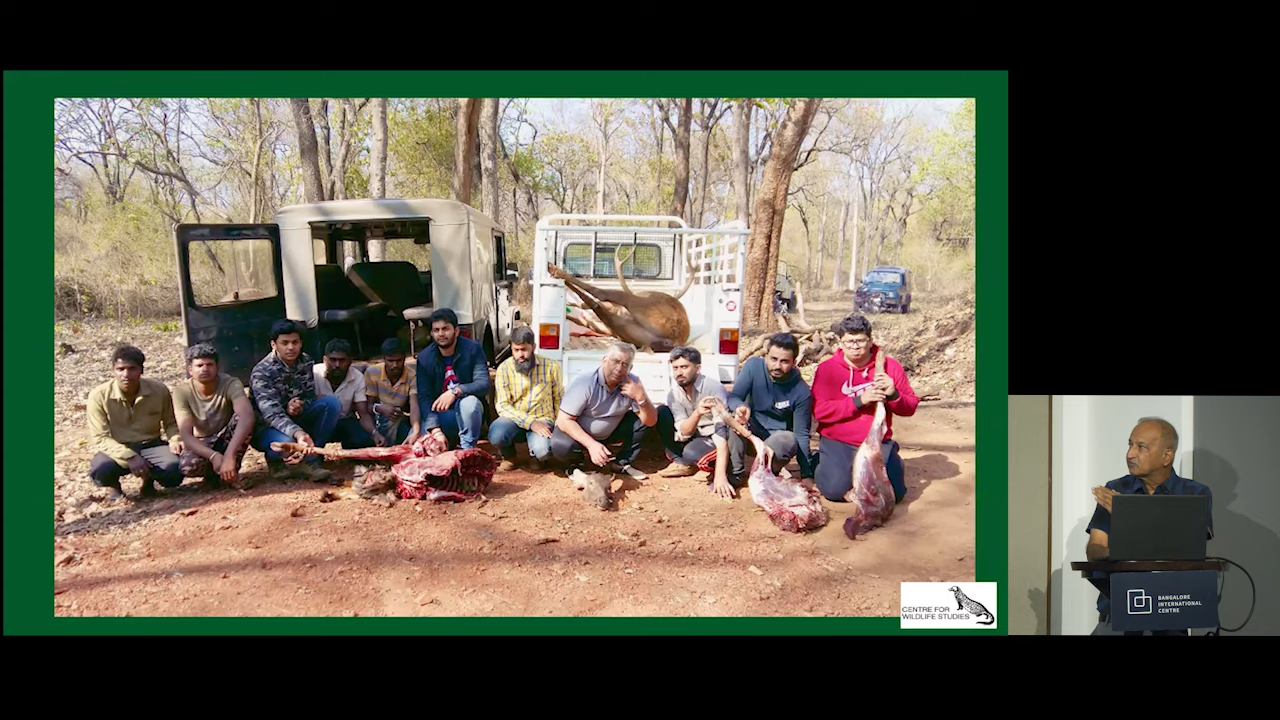 CENTRE FOR
WILDLIFE STUDIES
BANGALORE
INTERNATIONAL
CENTRE